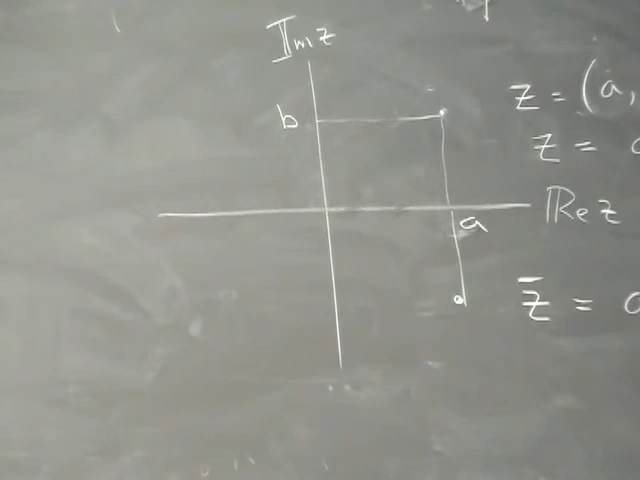 Im z
b
z = (a,
z =
Re z
a
z̄ =